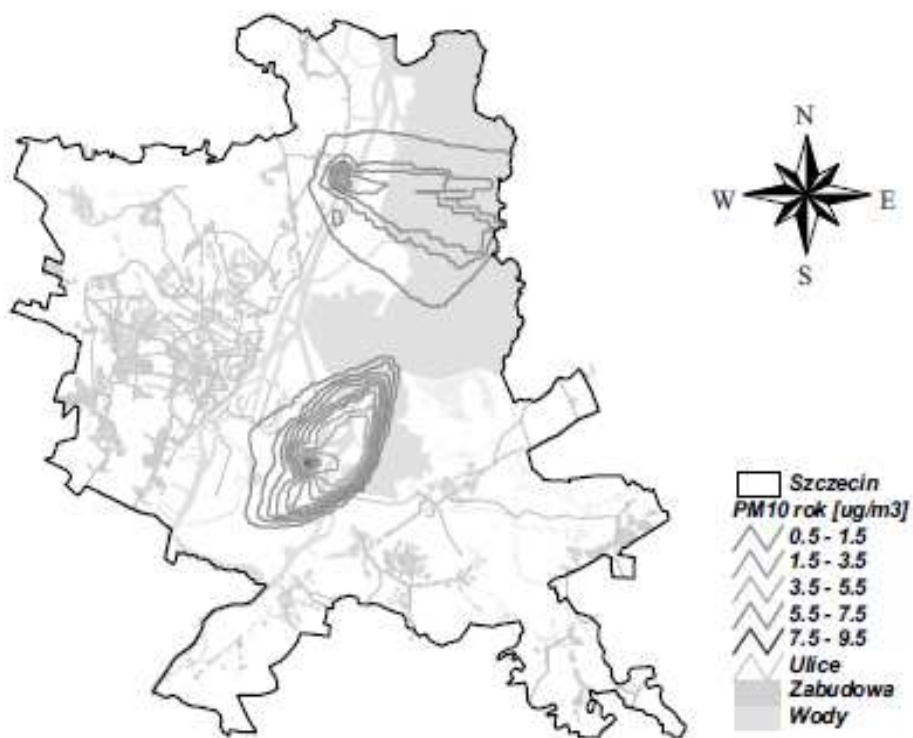 N
W E
S
Szczecin
PM10 rok [ug/m3]
0.5 - 1.5
1.5 - 3.5
3.5 - 5.5
5.5 - 7.5
7.5 - 9.5
Ulice
Zabudowa
Wody